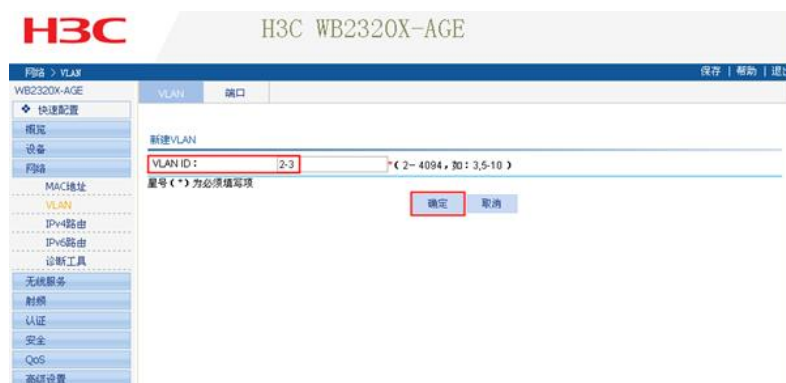 H3C
H3C WB2320X-AGE
网络 > VLAN
保存 | 帮助 | 退出
WB2320X-AGE
VLAN 端口
快速配置
概览
设备
网络
MAC地址
VLAN
IPv4路由
IPv6路由
诊断工具
无线服务
射频
认证
安全
QoS
高级设置
新建VLAN
VLAN ID: 2-3 *( 2- 4094,如:3,5-10 )
星号(*)为必须填写项
确定 取消